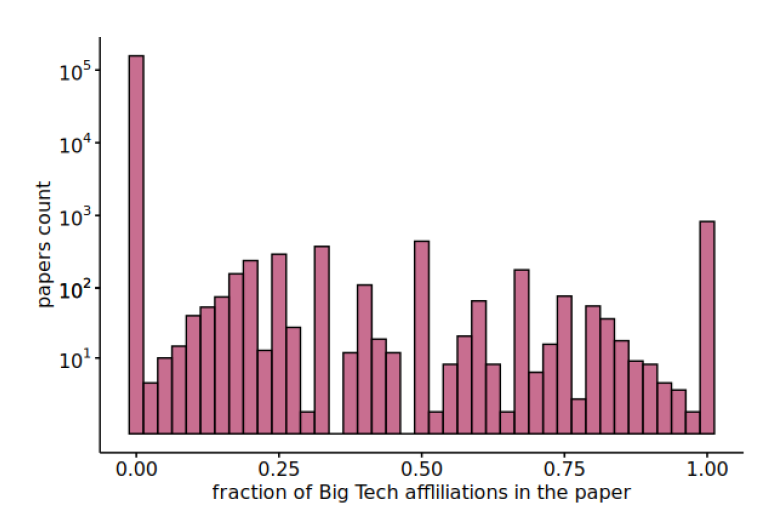 10⁵
10⁴
10³
10²
10¹
papers count
0.00 0.25 0.50 0.75 1.00
fraction of Big Tech affliliations in the paper